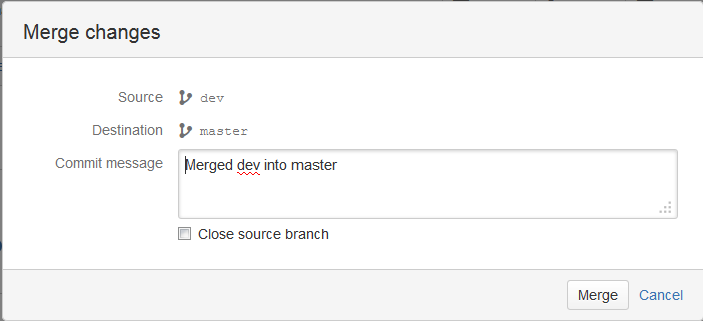 Merge changes
Source dev
Destination master
Commit message Merged dev into master
Close source branch
Merge Cancel